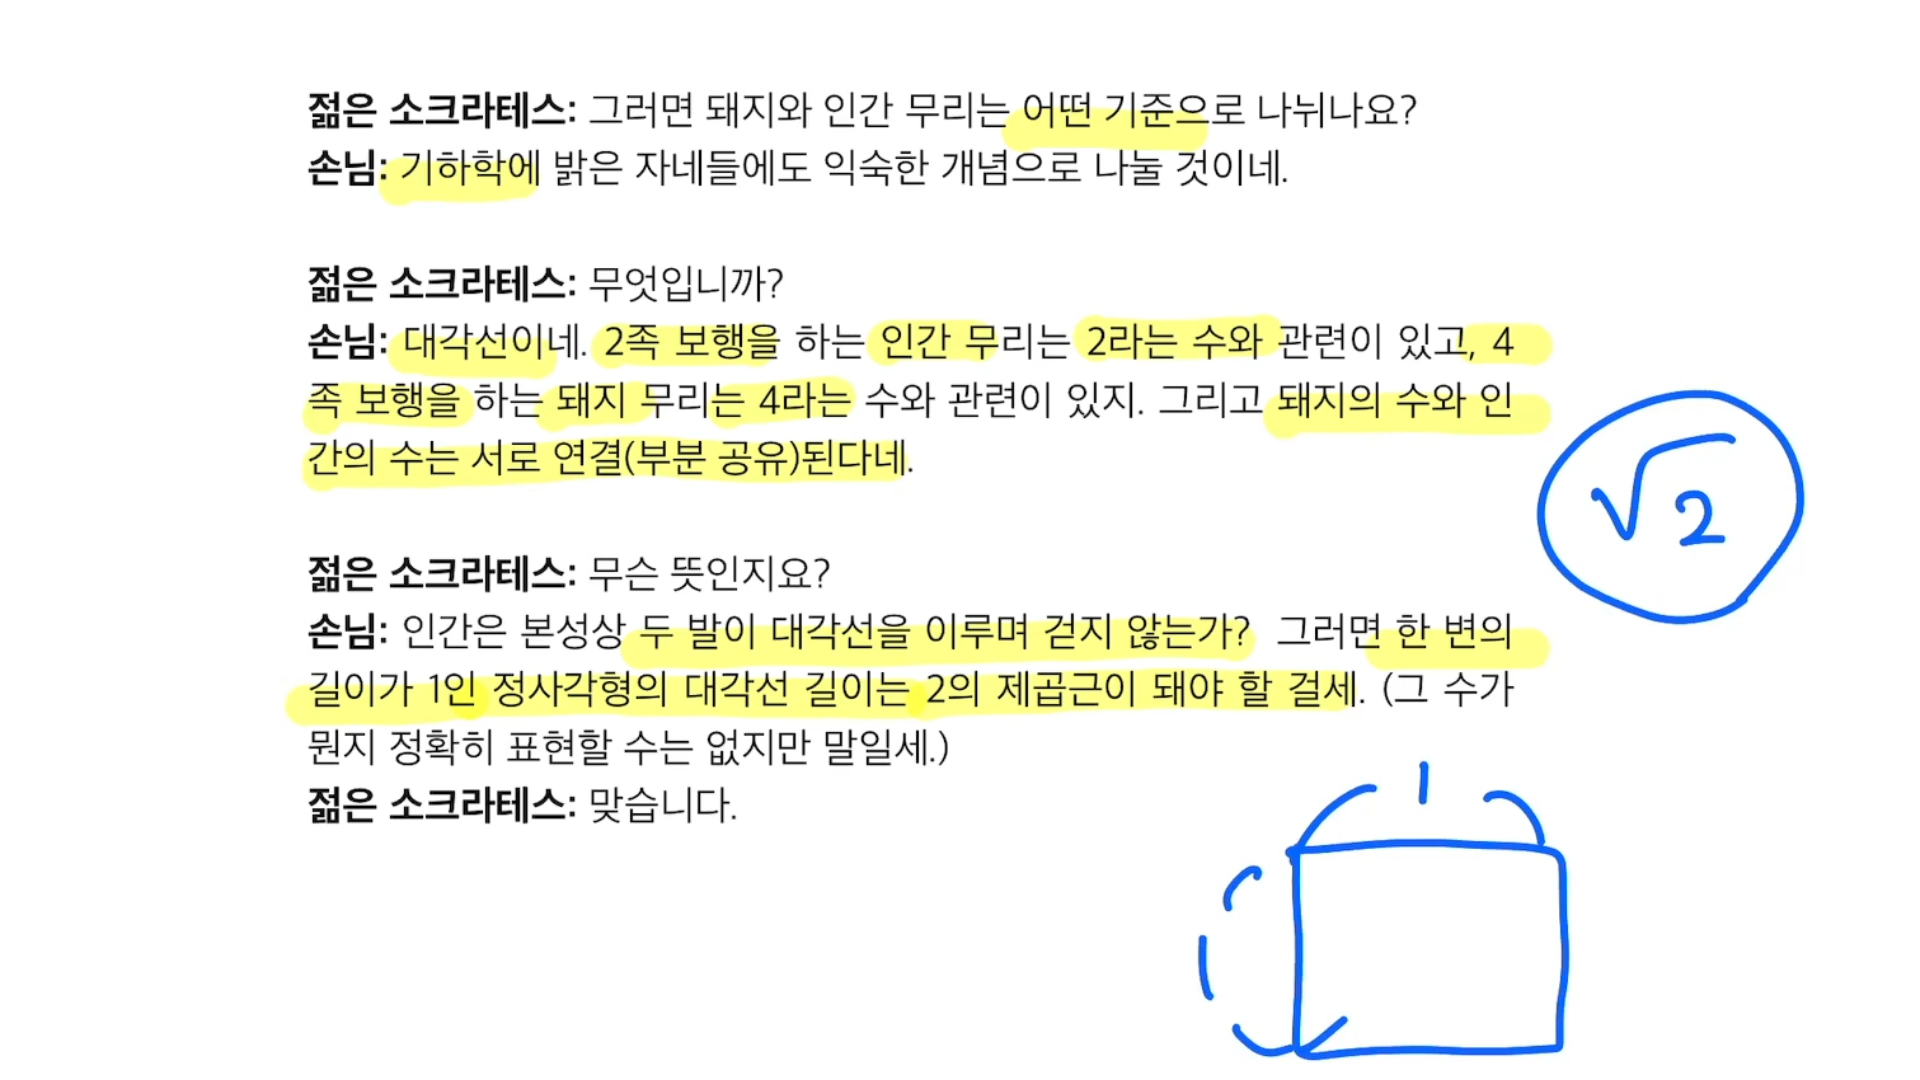 젊은 소크라테스: 그러면 돼지와 인간 무리는 어떤 기준으로 나뉘나요?
손님: 기하학에 밝은 자네들에도 익숙한 개념으로 나눌 것이네.
젊은 소크라테스: 무엇입니까?
손님: 대각선이네. 2족 보행을 하는 인간 무리는 2라는 수와 관련이 있고, 4
족 보행을 하는 돼지 무리는 4라는 수와 관련이 있지. 그리고 돼지의 수와 인
간의 수는 서로 연결(부분 공유)된다네.
√2
젊은 소크라테스: 무슨 뜻인지요?
손님: 인간은 본성상 두 발이 대각선을 이루며 걷지 않는가? 그러면 한 변의
길이가 1인 정사각형의 대각선 길이는 2의 제곱근이 돼야 할 걸세. (그 수가
뭔지 정확히 표현할 수는 없지만 말일세.)
젊은 소크라테스: 맞습니다.
1
1